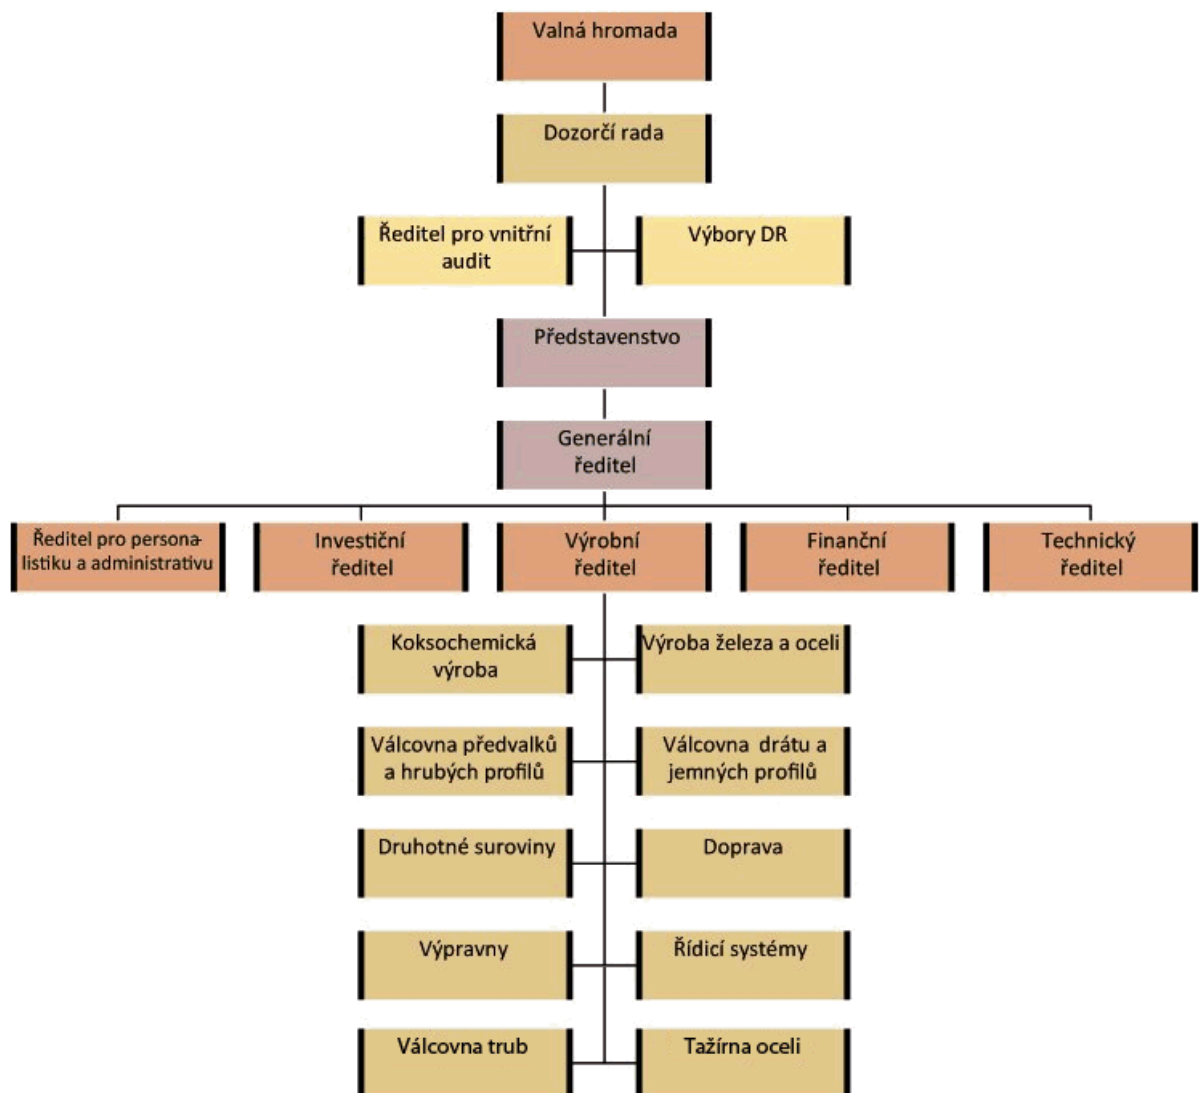 Valná hromada
Dozorčí rada
Ředitel pro vnitřní
audit
Výbory DR
Představenstvo
Generální
ředitel
Ředitel pro persona-
listiku a administrativu
Investiční
ředitel
Výrobní
ředitel
Finanční
ředitel
Technický
ředitel
Koksochemická
výroba
Výroba železa a oceli
Válcovna předvalků
a hrubých profilů
Válcovna drátu a
jemných profilů
Druhotné suroviny
Doprava
Výpravny
Řídicí systémy
Válcovna trub
Tažírna oceli